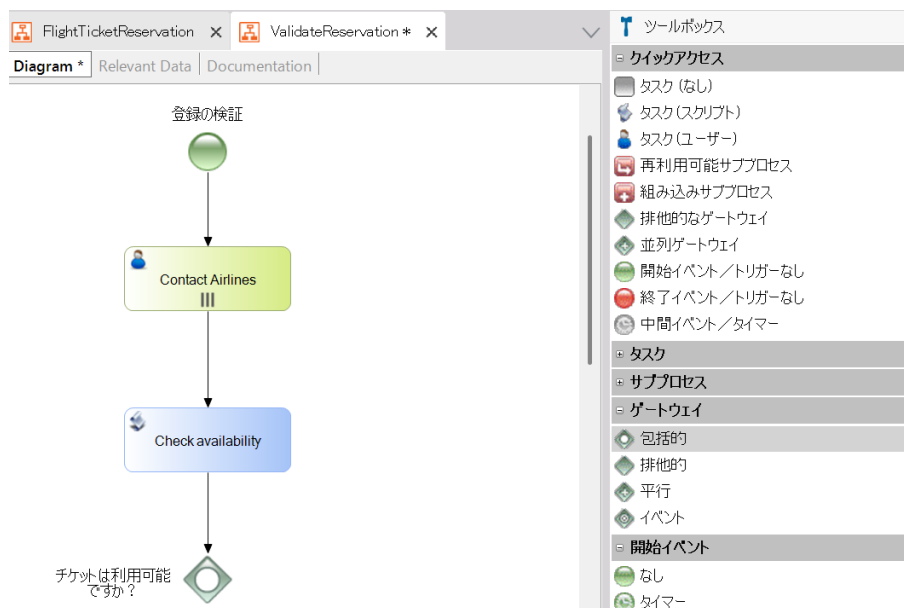 FlightTicketReservation
ValidateReservation *
Diagram *
Relevant Data
Documentation
登録の検証
Contact Airlines
Check availability
チケットは利用可能
ですか？
ツールボックス
クイックアクセス
タスク (なし)
タスク (スクリプト)
タスク (ユーザー)
再利用可能サブプロセス
組み込みサブプロセス
排他的なゲートウェイ
並列ゲートウェイ
開始イベント／トリガーなし
終了イベント／トリガーなし
中間イベント／タイマー
タスク
サブプロセス
ゲートウェイ
包括的
排他的
平行
イベント
開始イベント
なし
タイマー